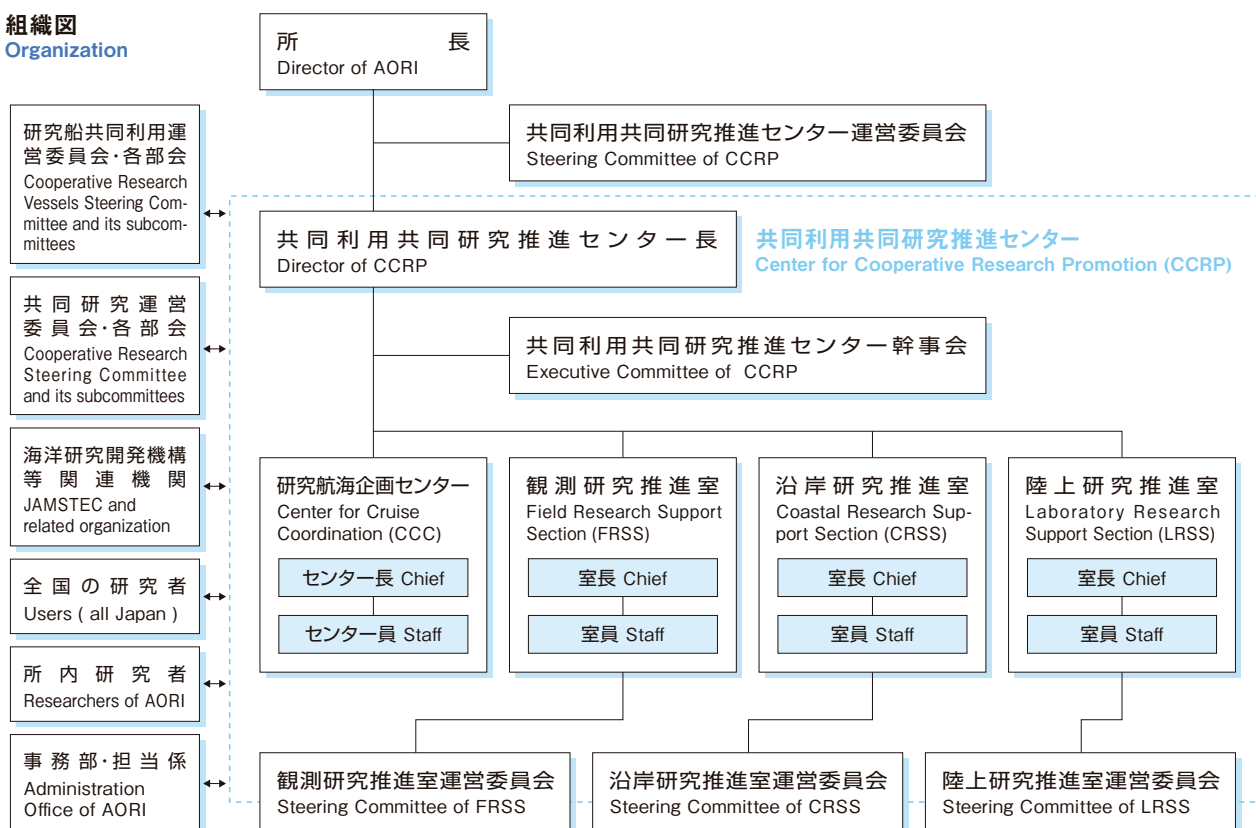 組織図
Organization
所長
Director of AORI
共同利用共同研究推進センター運営委員会
Steering Committee of CCRP
研究船共同利用運
営委員会・各部会
Cooperative Research
Vessels Steering Com-
mittee and its subcom-
mittees
共同利用共同研究推進センター長
Director of CCRP
共同利用共同研究推進センター
Center for Cooperative Research Promotion (CCRP)
共同研究運営
委員会・各部会
Cooperative Research
Steering Committee
and its subcommittees
共同利用共同研究推進センター幹事会
Executive Committee of CCRP
海洋研究開発機構
等関連機関
JAMSTEC and
related organization
全国の研究者
Users ( all Japan )
所内研究者
Researchers of AORI
事務部・担当係
Administration
Office of AORI
研究航海企画センター
Center for Cruise
Coordination (CCC)
センター長 Chief
センター員 Staff
観測研究推進室
Field Research Support
Section (FRSS)
室長 Chief
室員 Staff
沿岸研究推進室
Coastal Research Sup-
port Section (CRSS)
室長 Chief
室員 Staff
陸上研究推進室
Laboratory Research
Support Section (LRSS)
室長 Chief
室員 Staff
観測研究推進室運営委員会
Steering Committee of FRSS
沿岸研究推進室運営委員会
Steering Committee of CRSS
陸上研究推進室運営委員会
Steering Committee of LRSS